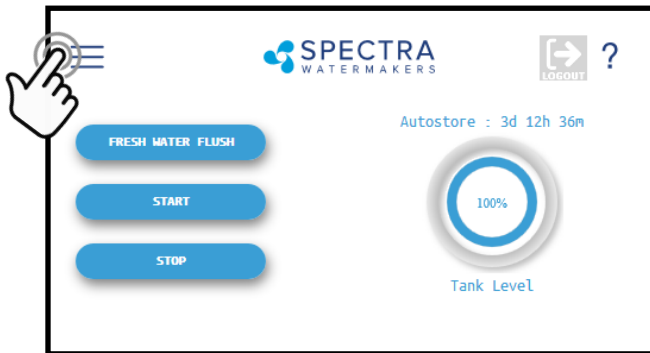 SPECTRA
WATERMAKERS
LOGOUT
?
Autostore : 3d 12h 36m
FRESH WATER FLUSH
START
STOP
100%
Tank Level